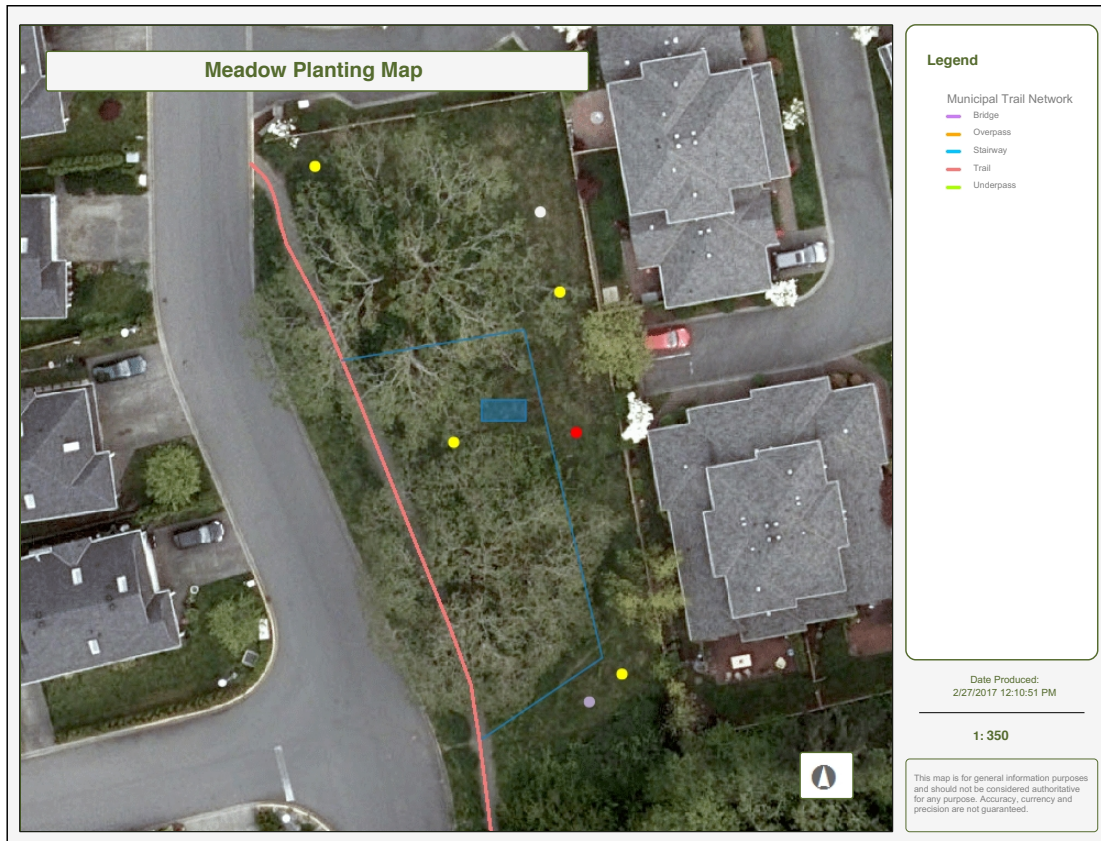 Meadow Planting Map
Legend
Municipal Trail Network
Bridge
Overpass
Stairway
Trail
Underpass
Date Produced:
2/27/2017 12:10:51 PM
1: 350
This map is for general information purposes
and should not be considered authoritative
for any purpose. Accuracy, currency and
precision are not guaranteed.